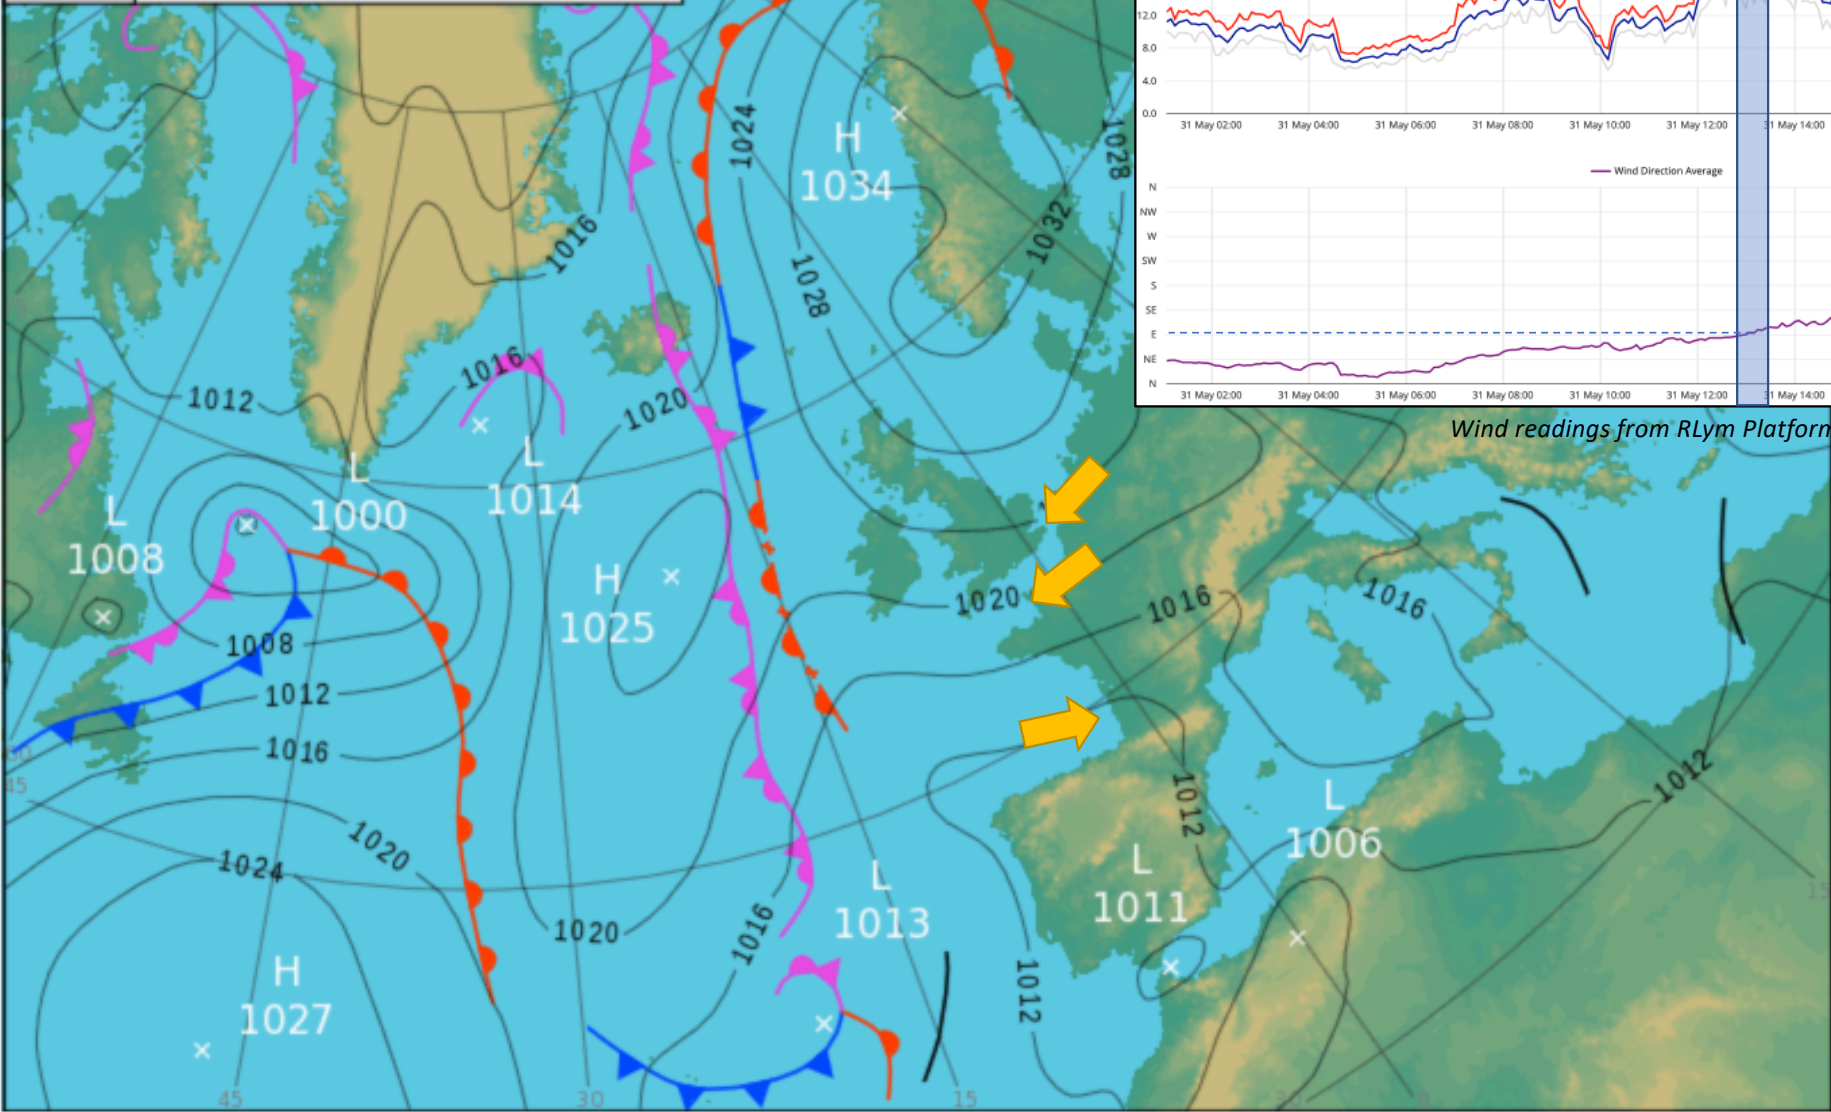 12.0
8.0
4.0
0.0
31 May 02:00 31 May 04:00 31 May 06:00 31 May 08:00 31 May 10:00 31 May 12:00 31 May 14:00
Wind Direction Average
N
NW
W
SW
S
SE
E
NE
N
31 May 02:00 31 May 04:00 31 May 06:00 31 May 08:00 31 May 10:00 31 May 12:00 31 May 14:00
Wind readings from RLym Platform
1024
H
1034
1028
1032
1016
1028
1016
1020
1012
L
1014
L
1000
L
1008
H
1025
1020
1016
1016
1008
1012
1016
1012
1012
L
1006
1020
1024
L
1011
L
1013
1020
1016
1012
H
1027
45
15
45
30
15